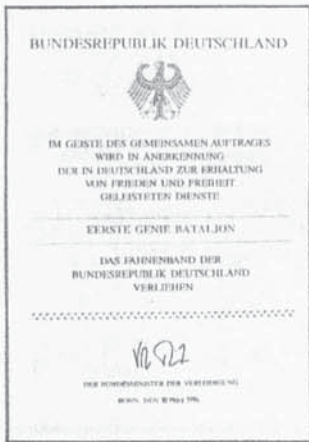 BUNDESREPUBLIK DEUTSCHLAND
IM GEISTE DES GEMEINSAMEN AUFTRAGES
WIRD IN ANERKENNUNG
DER IN DEUTSCHLAND ZUR ERHALTUNG
VON FRIEDEN UND FREIHEIT
GELEISTETEN DIENSTE
EERSTE GENIE BATALJON
DAS FAHNENBAND DER
BUNDESREPUBLIK DEUTSCHLAND
VERLIEHEN
DER BUNDESMINISTER DER VERTEIDIGUNG
BONN, DEN